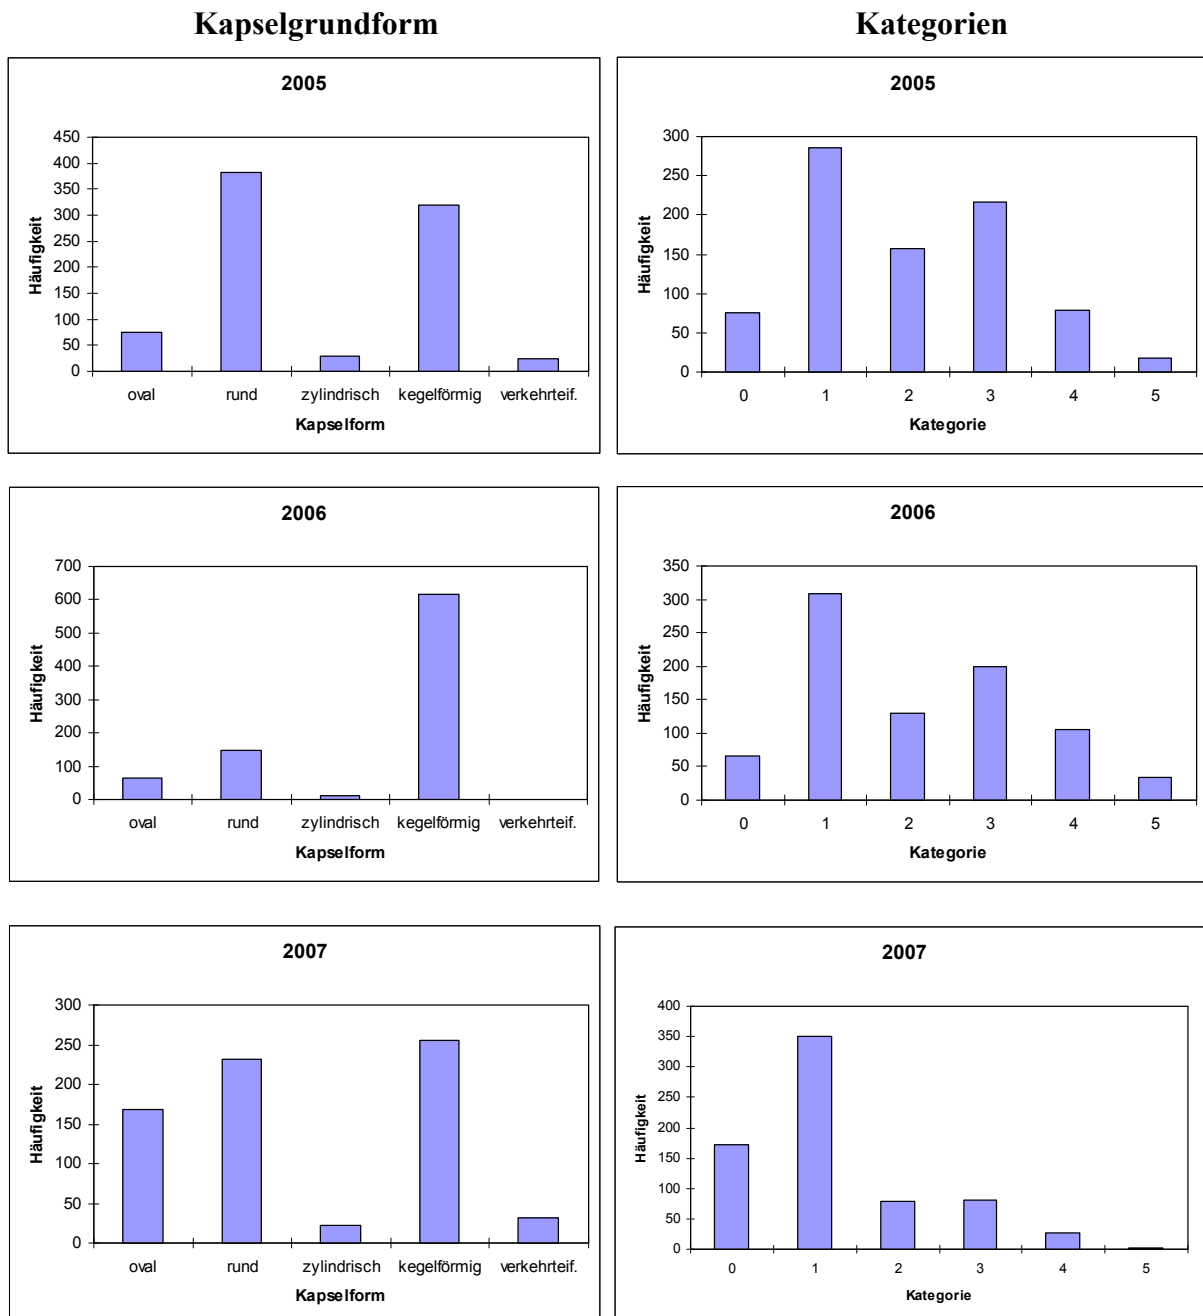 Kapselgrundform
Kategorien
2005
450
400
350
300
250
200
150
100
50
0
Häufigkeit
oval rund zylindrisch kegelförmig verkehrteif.
Kapselform
2005
300
250
200
150
100
50
0
Häufigkeit
0 1 2 3 4 5
Kategorie
2006
700
600
500
400
300
200
100
0
Häufigkeit
oval rund zylindrisch kegelförmig verkehrteif.
Kapselform
2006
350
300
250
200
150
100
50
0
Häufigkeit
0 1 2 3 4 5
Kategorie
2007
300
250
200
150
100
50
0
Häufigkeit
oval rund zylindrisch kegelförmig verkehrteif.
Kapselform
2007
400
350
300
250
200
150
100
50
0
Häufigkeit
0 1 2 3 4 5
Kategorie